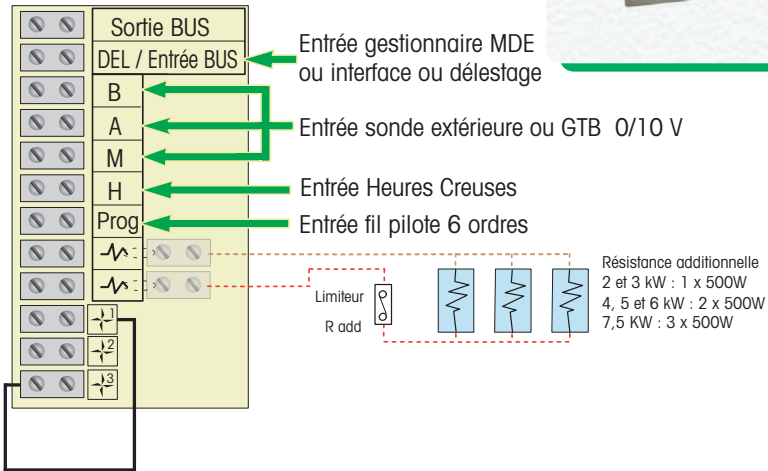 Sortie BUS
DEL / Entrée BUS
B
A
M
H
Prog
1
2
3
Entrée gestionnaire MDE
ou interface ou délestage
Entrée sonde extérieure ou GTB 0/10 V
Entrée Heures Creuses
Entrée fil pilote 6 ordres
Limiteur
R add
Résistance additionnelle
2 et 3 kW : 1 x 500W
4, 5 et 6 kW : 2 x 500W
7,5 KW : 3 x 500W